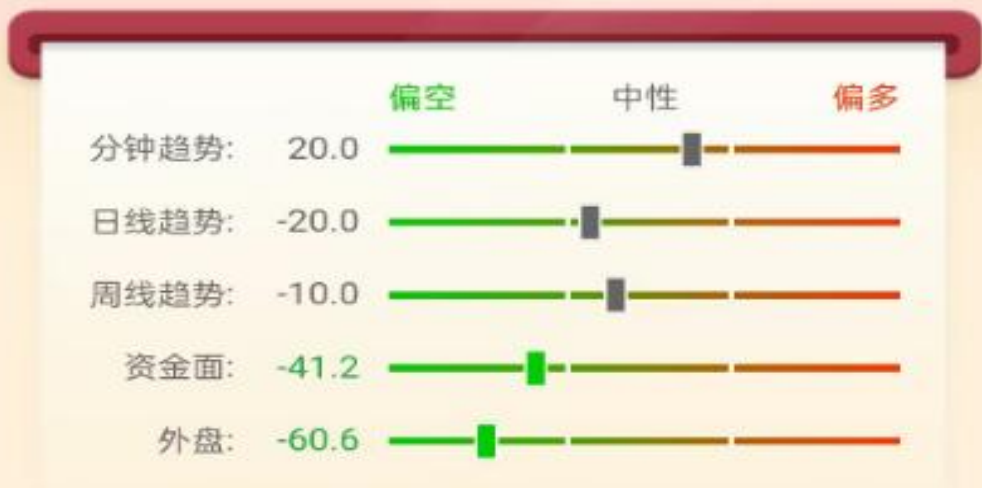 偏空 中性 偏多
分钟趋势: 20.0
日线趋势: -20.0
周线趋势: -10.0
资金面: -41.2
外盘: -60.6